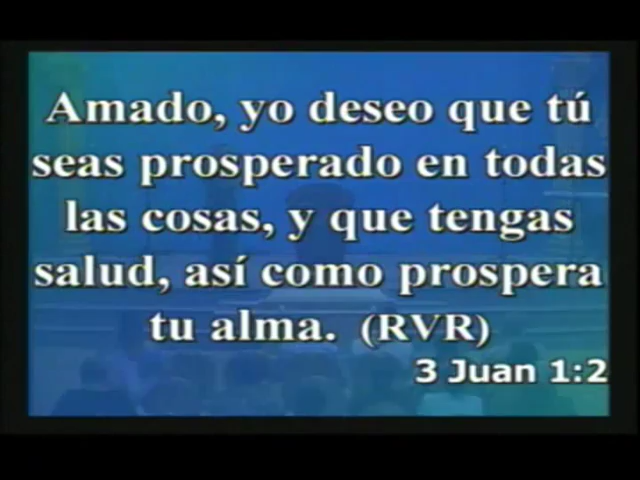 Amado, yo deseo que tú
seas prosperado en todas
las cosas, y que tengas
salud, así como prospera
tu alma. (RVR)
3 Juan 1:2